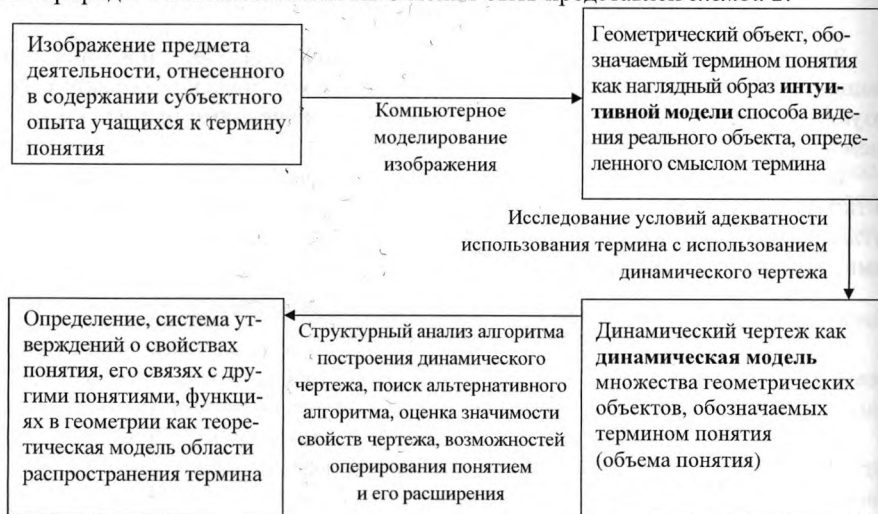 Изображение предмета
деятельности, отнесенного
в содержании субъектного
опыта учащихся к термину
понятия
Компьютерное
моделирование
изображения
Геометрический объект, обо-
значаемый термином понятия
как наглядный образ интуи-
тивной модели способа виде-
ния реального объекта, опреде-
ленного смыслом термина
Исследование условий адекватности
использования термина с использованием
динамического чертежа
Динамический чертеж как
динамическая модель
множества геометрических
объектов, обозначаемых
термином понятия
(объема понятия)
Структурный анализ алгоритма
построения динамического
чертежа, поиск альтернативного
алгоритма, оценка значимости
свойств чертежа, возможностей
оперирования понятием
и его расширения
Определение, система ут-
верждений о свойствах
понятия, его связях с дру-
гими понятиями, функци-
ях в геометрии как теоре-
тическая модель области
распространения термина